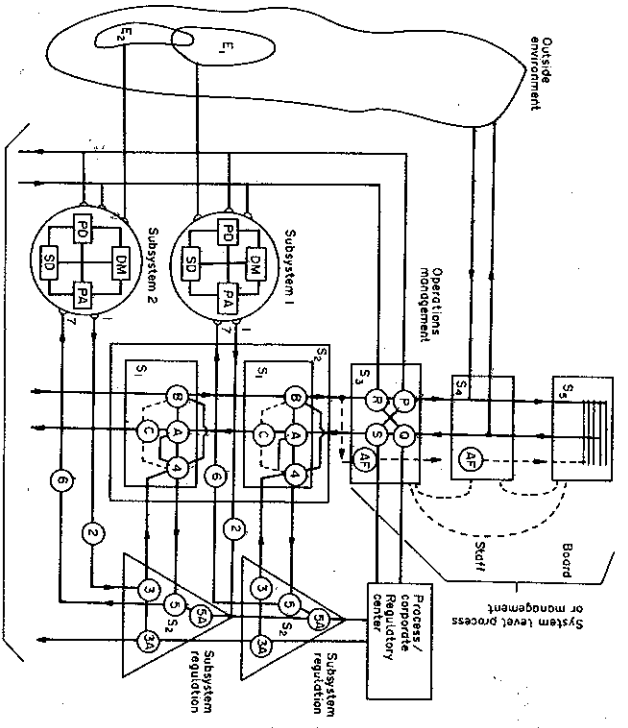 Outside
environment
S5
Board
S4
AF
Staff
System level process
or management
Operations
management
S3
P
Q
R
S
AF
Process /
corporate
Regulatory
center
S2
Subsystem 1
E1
DM
PD
PA
SD
1
7
S1
B
A
4
C
2
6
3
5
5A
S2
3A
Subsystem
regulation
Subsystem 2
E2
DM
PD
PA
SD
1
7
S1
B
A
4
C
2
6
3
5
5A
S2
3A
Subsystem
regulation